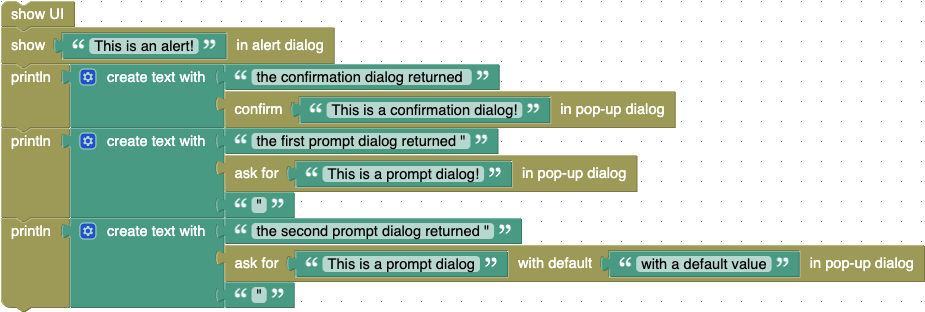 show UI
show “ This is an alert! ” in alert dialog
println create text with “ the confirmation dialog returned ”
confirm “ This is a confirmation dialog! ” in pop-up dialog
println create text with “ the first prompt dialog returned " ”
ask for “ This is a prompt dialog! ” in pop-up dialog
“ " ”
println create text with “ the second prompt dialog returned " ”
ask for “ This is a prompt dialog ” with default “ with a default value ” in pop-up dialog
“ " ”